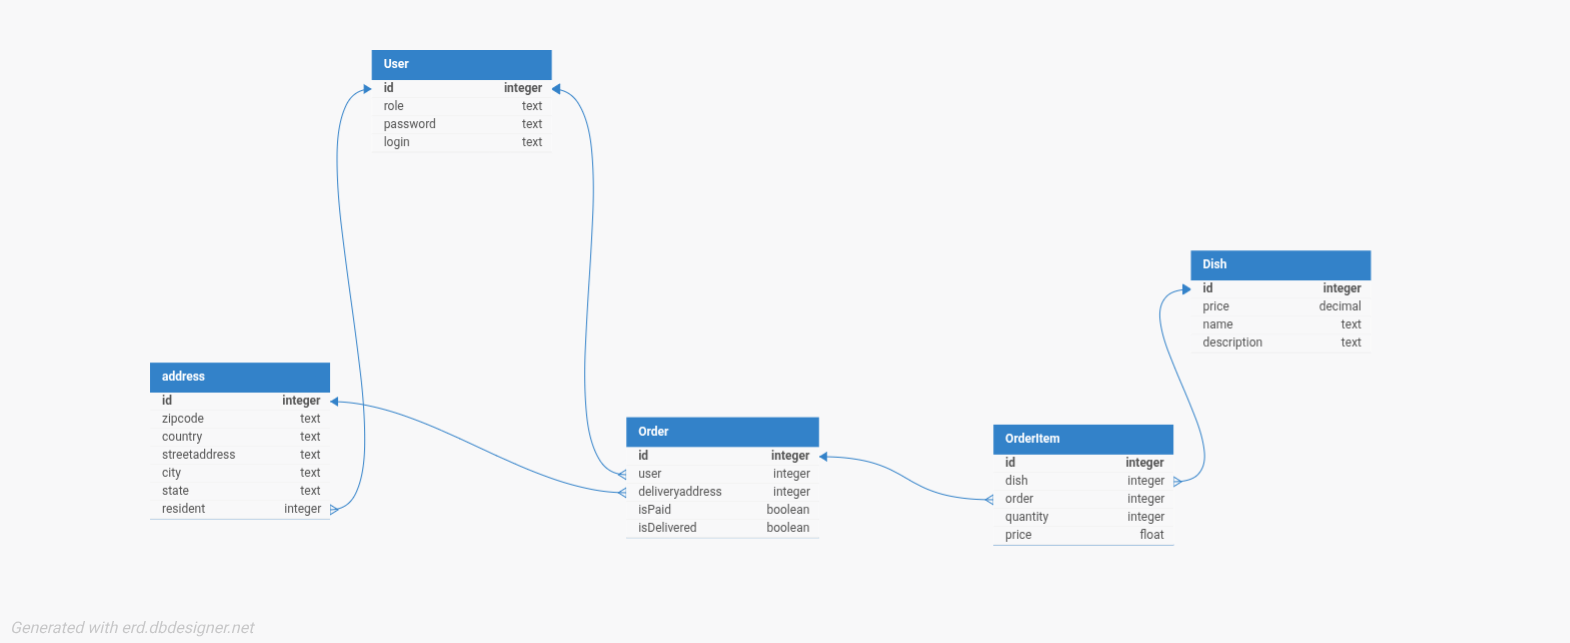 User
id integer
role text
password text
login text
Dish
id integer
price decimal
name text
description text
address
id integer
zipcode text
country text
streetaddress text
city text
state text
resident integer
Order
id integer
user integer
deliveryaddress integer
isPaid boolean
isDelivered boolean
OrderItem
id integer
dish integer
order integer
quantity integer
price float
Generated with erd.dbdesigner.net